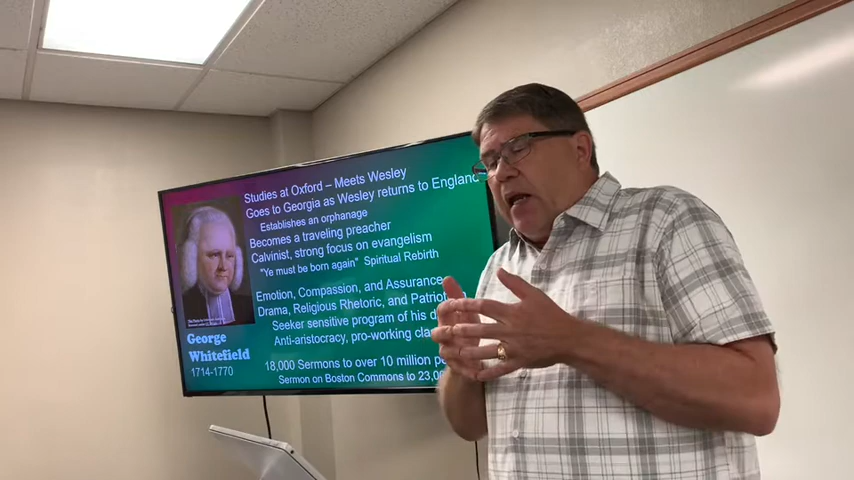 Studies at Oxford – Meets Wesley
Goes to Georgia as Wesley returns to England
Establishes an orphanage
Becomes a traveling preacher
Calvinist, strong focus on evangelism
"Ye must be born again" Spiritual Rebirth
Emotion, Compassion, and Assurance
Drama, Religious Rhetoric, and
Seeker sensitive program of his
Anti-aristocracy, pro-working
18,000 Sermons to over 10 million
Sermon on Boston Commons to
George
Whitefield
1714-1770